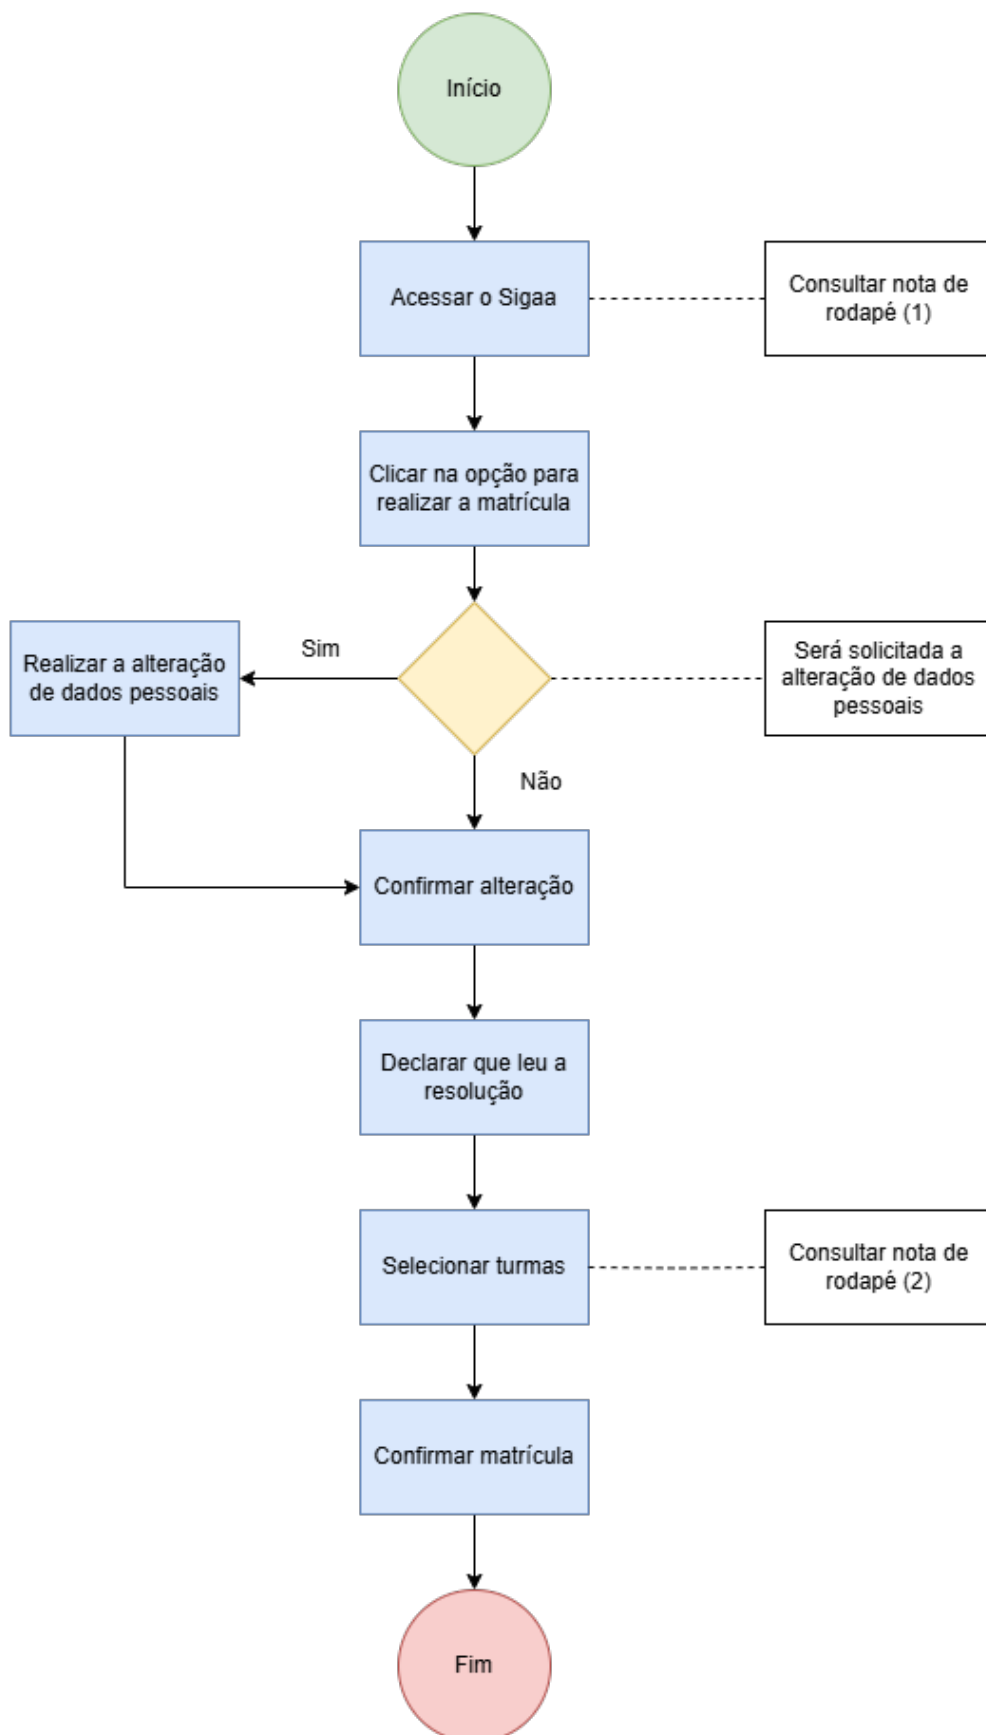 Início
Acessar o Sigaa
Consultar nota de
rodapé (1)
Clicar na opção para
realizar a matrícula
Realizar a alteração
de dados pessoais
Sim
Será solicitada a
alteração de dados
pessoais
Não
Confirmar alteração
Declarar que leu a
resolução
Selecionar turmas
Consultar nota de
rodapé (2)
Confirmar matrícula
Fim